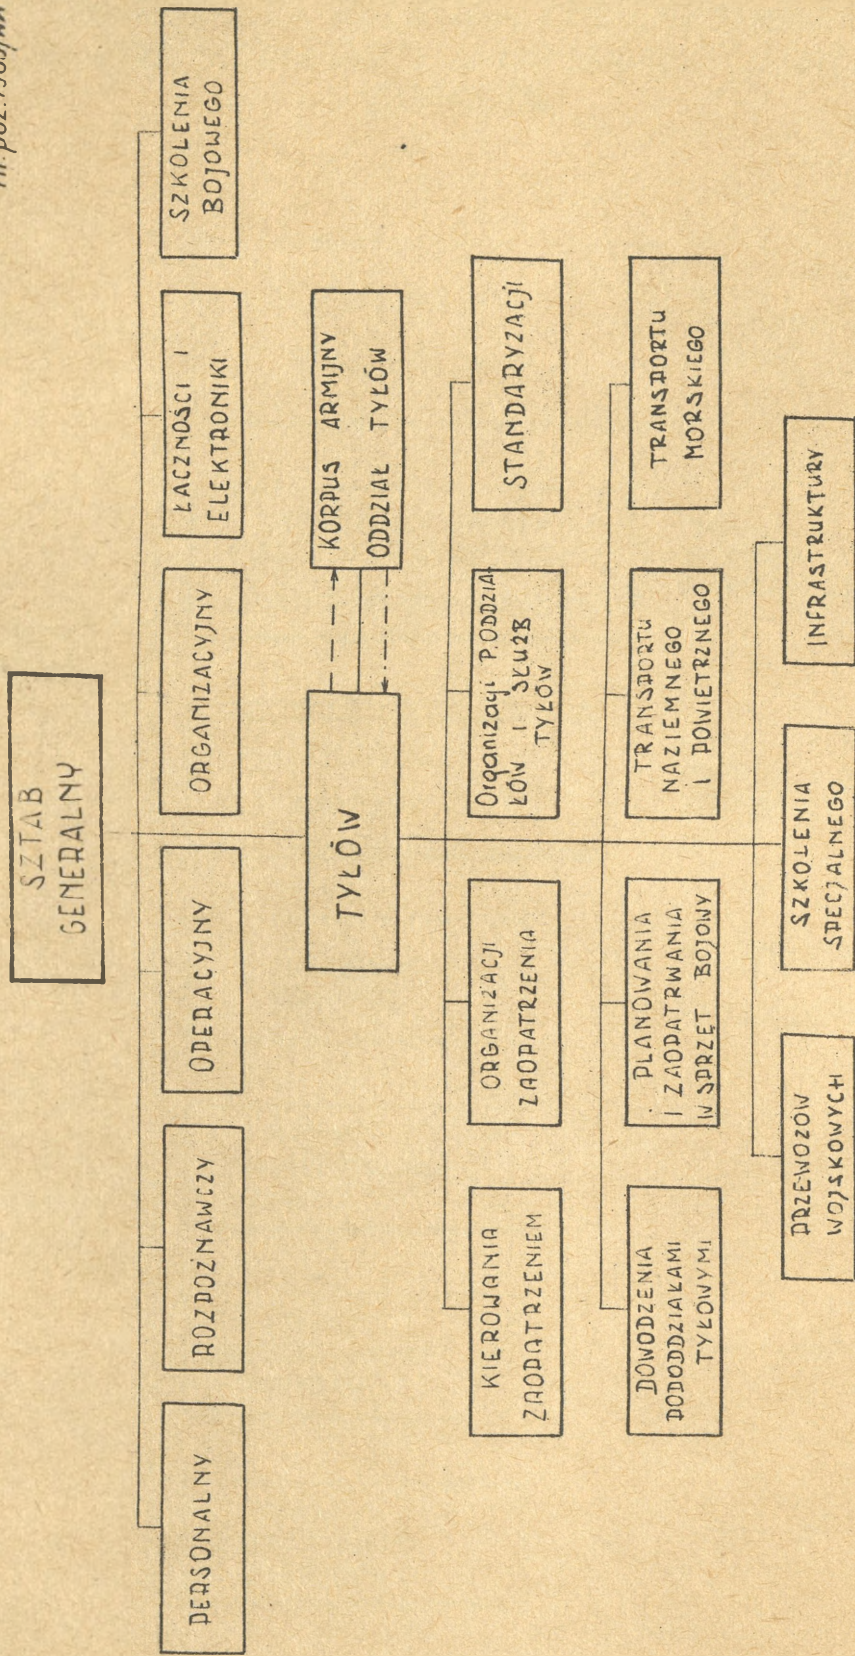 SZTAB
GENERALNY
PERSONALNY
ROZPOZNAWCZY
OPERACYJNY
ORGANIZACYJNY
ŁACZNOŚCI I
ELEKTRONIKI
SZKOLENIA
BOJOWEGO
TYŁÓW
KORPUS ARMIJNY
ODDZIAŁ TYŁÓW
KIEROWANIA
ZAOPATRZENIEM
ORGANIZACJI
ZAOPATRZENIA
Organizacji P.ODDZIA-
ŁÓW I SŁUŻB
TYŁÓW
STANDARYZACJI
DOWODZENIA
PODODDZIAŁAMI
TYŁOWYMI
PLANOWANIA
I ZAOPATRWANIA
W SPRZĘT BOJOWY
TRANSPORTU
NAZIEMNEGO
I POWIETRZNEGO
TRANSPORTU
MORSKIEGO
PRZEWOZÓW
WOJSKOWYCH
SZKOLENIA
SPECJALNEGO
INFRASTRUKTURY